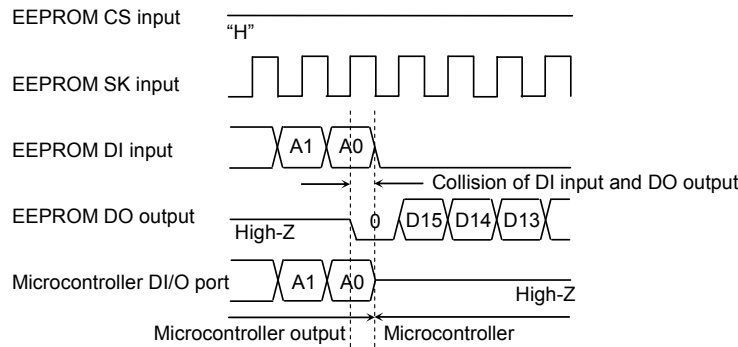 EEPROM CS input
“H”
EEPROM SK input
EEPROM DI input
A1 A0
Collision of DI input and DO output
EEPROM DO output
High-Z
0 D15 D14 D13
Microcontroller DI/O port
A1 A0
High-Z
Microcontroller output Microcontroller